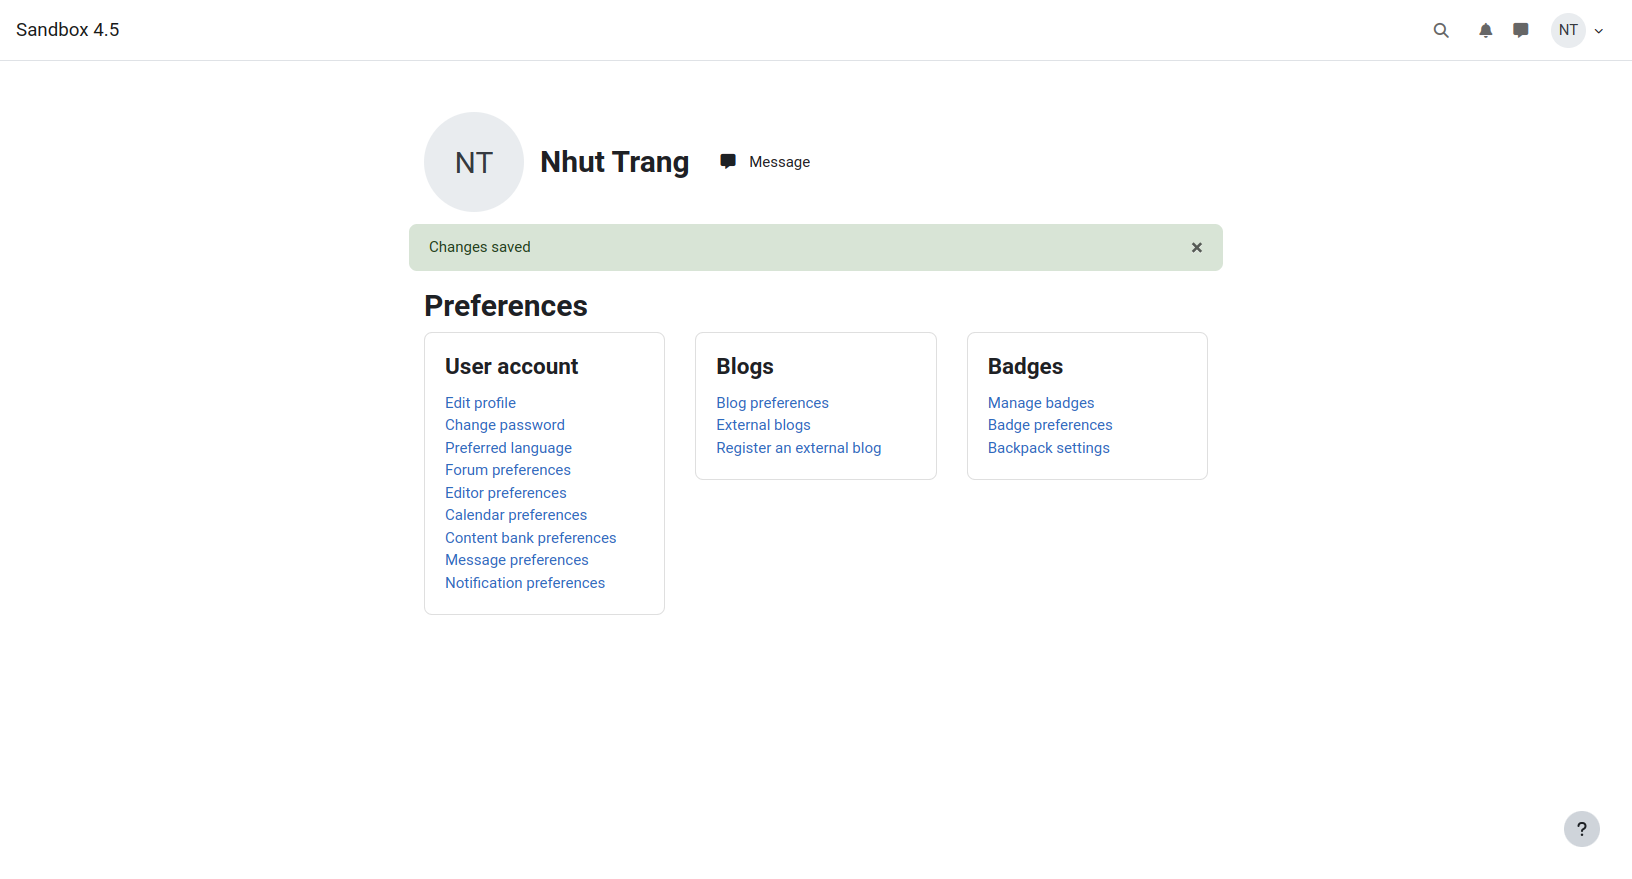 Sandbox 4.5
NT
NT
Nhut Trang
Message
Changes saved
×
Preferences
User account
Edit profile
Change password
Preferred language
Forum preferences
Editor preferences
Calendar preferences
Content bank preferences
Message preferences
Notification preferences
Blogs
Blog preferences
External blogs
Register an external blog
Badges
Manage badges
Badge preferences
Backpack settings
?